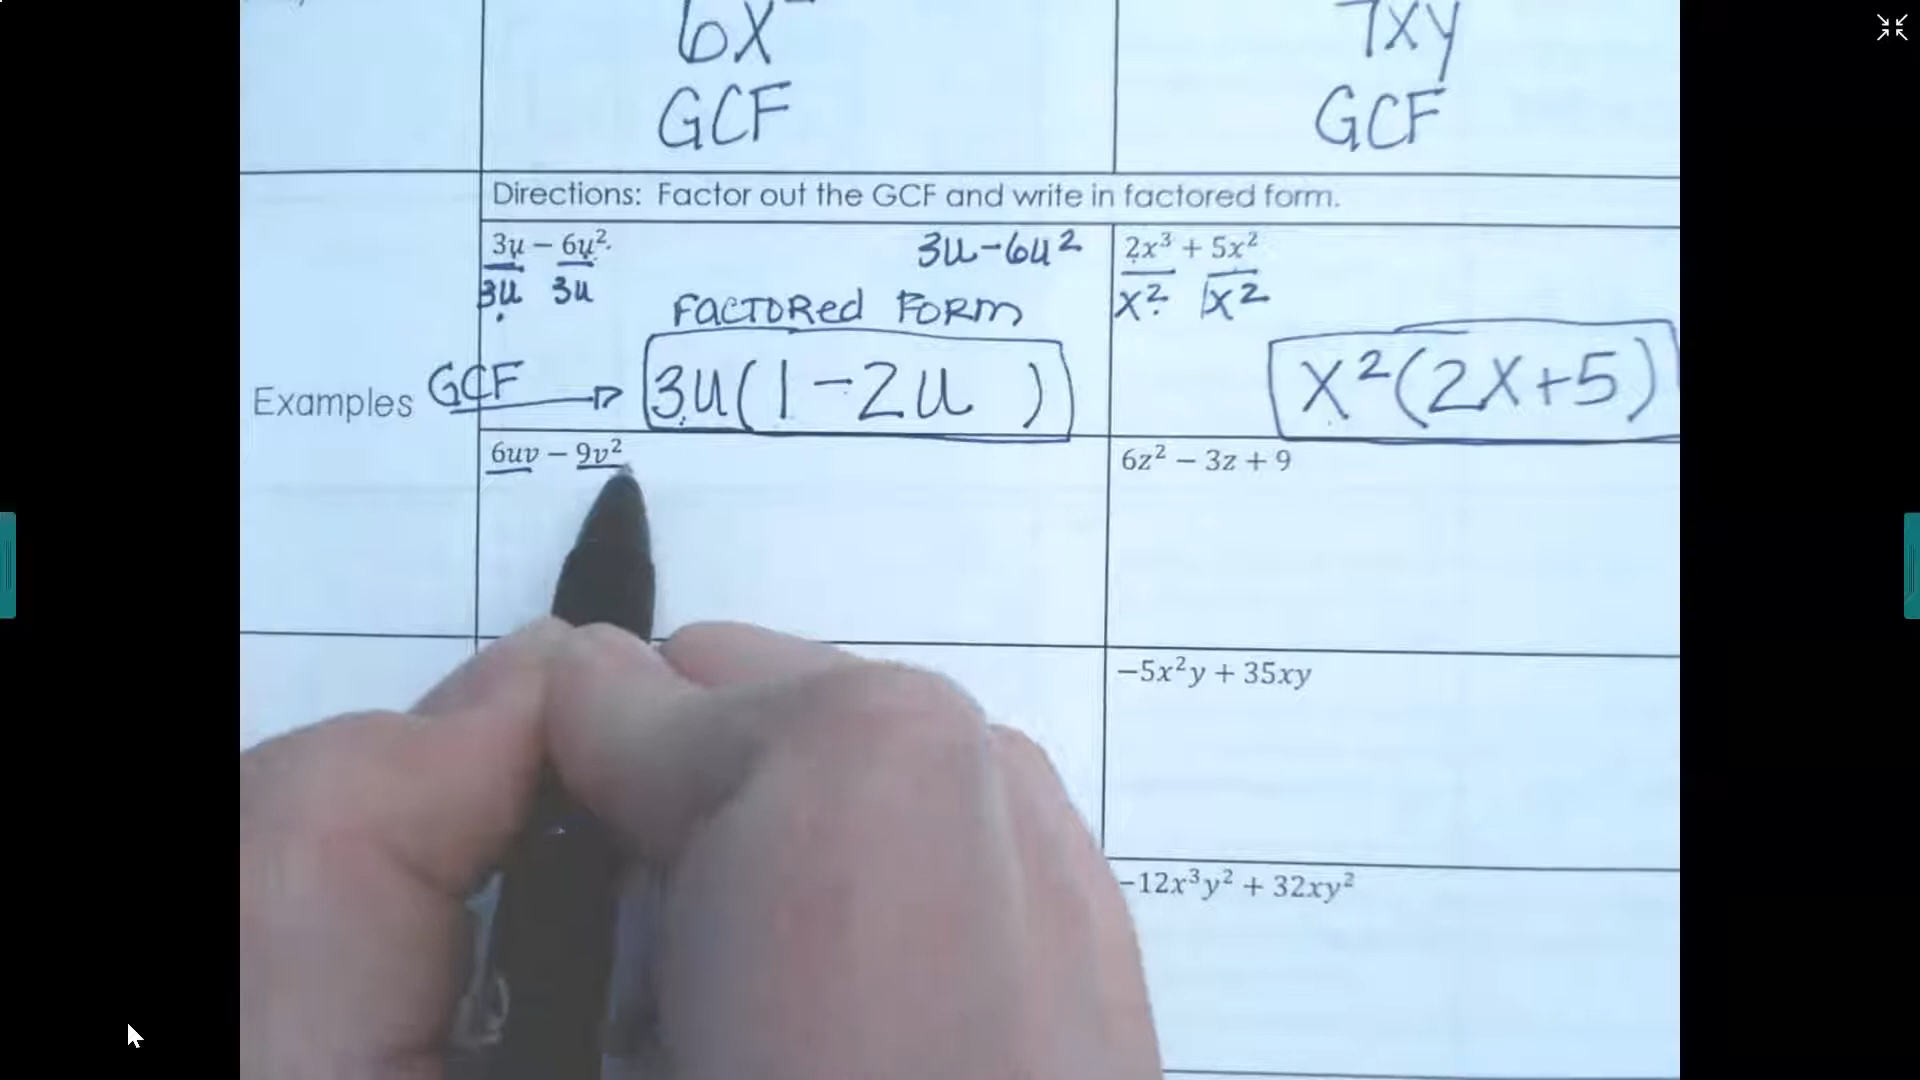 6x
7xy
GCF
GCF
Directions: Factor out the GCF and write in factored form.
3u − 6u².
3u − 6u²
3u 3u
FACTORed FORM
GCF → 3u(1 − 2u )
2x³ + 5x²
x² x²
x²(2x+5)
Examples
6uv − 9v²
6z² − 3z + 9
−5x²y + 35xy
−12x³y² + 32xy²